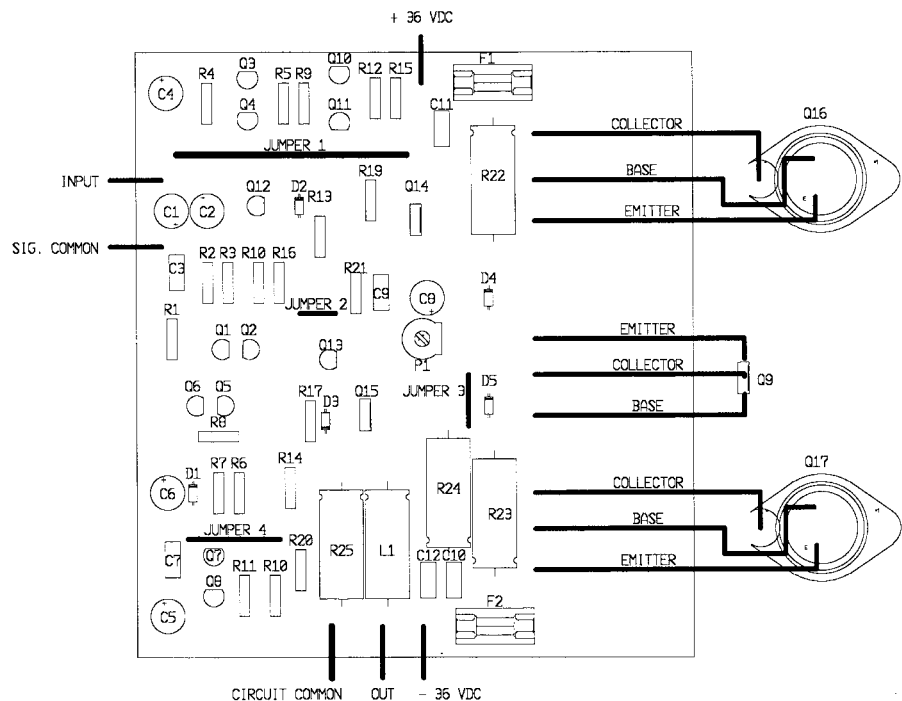 + 36 VDC
Q3 Q10 F1
R4 R5 R9 R12 R15
C4
Q4 Q11 C11
Q16
COLLECTOR
JUMPER 1
INPUT
R19 R22 BASE
Q12 D2 R13 Q14
C1 C2
EMITTER
SIG. COMMON
R2 R3 R10 R16
C3 R21 C9 D4
C8
R1 JUMPER 2
EMITTER
Q1 Q2 Q13
P1
COLLECTOR
Q9
Q6 Q5 R17 D3 Q15 JUMPER 3 D5
BASE
R8
Q17
D1 R7 R6 R14
COLLECTOR
C6 R24 R23
BASE
JUMPER 4
C7 Q7 R20 R25 L1 C12 C10
EMITTER
Q8 R11 R10
C5 F2
CIRCUIT COMMON OUT - 36 VDC